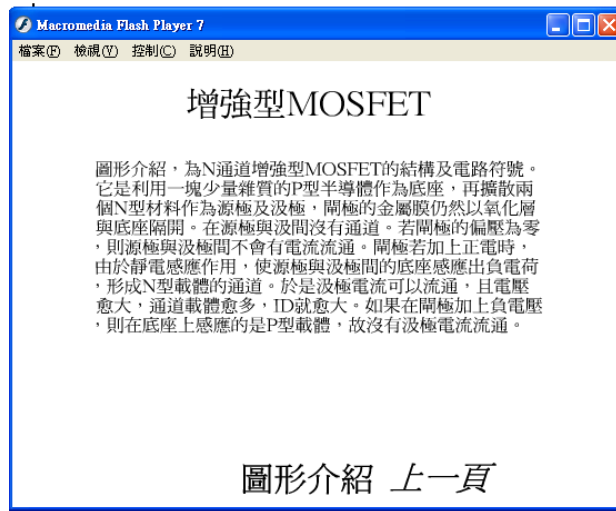 Macromedia Flash Player 7
檔案(F) 檢視(V) 控制(C) 説明(H)
增強型MOSFET
圖形介紹，為N通道增強型MOSFET的結構及電路符號。
它是利用一塊少量雜質的P型半導體作為底座，再擴散兩
個N型材料作為源極及汲極，閘極的金屬膜仍然以氧化層
與底座隔開。在源極與汲間沒有通道。若閘極的偏壓為零
，則源極與汲極間不會有電流流通。閘極若加上正電時，
由於靜電感應作用，使源極與汲極間的底座感應出負電荷
，形成N型載體的通道。於是汲極電流可以流通，且電壓
愈大，通道載體愈多，ID就愈大。如果在閘極加上負電壓
，則在底座上感應的是P型載體，故沒有汲極電流流通。
圖形介紹 上一頁